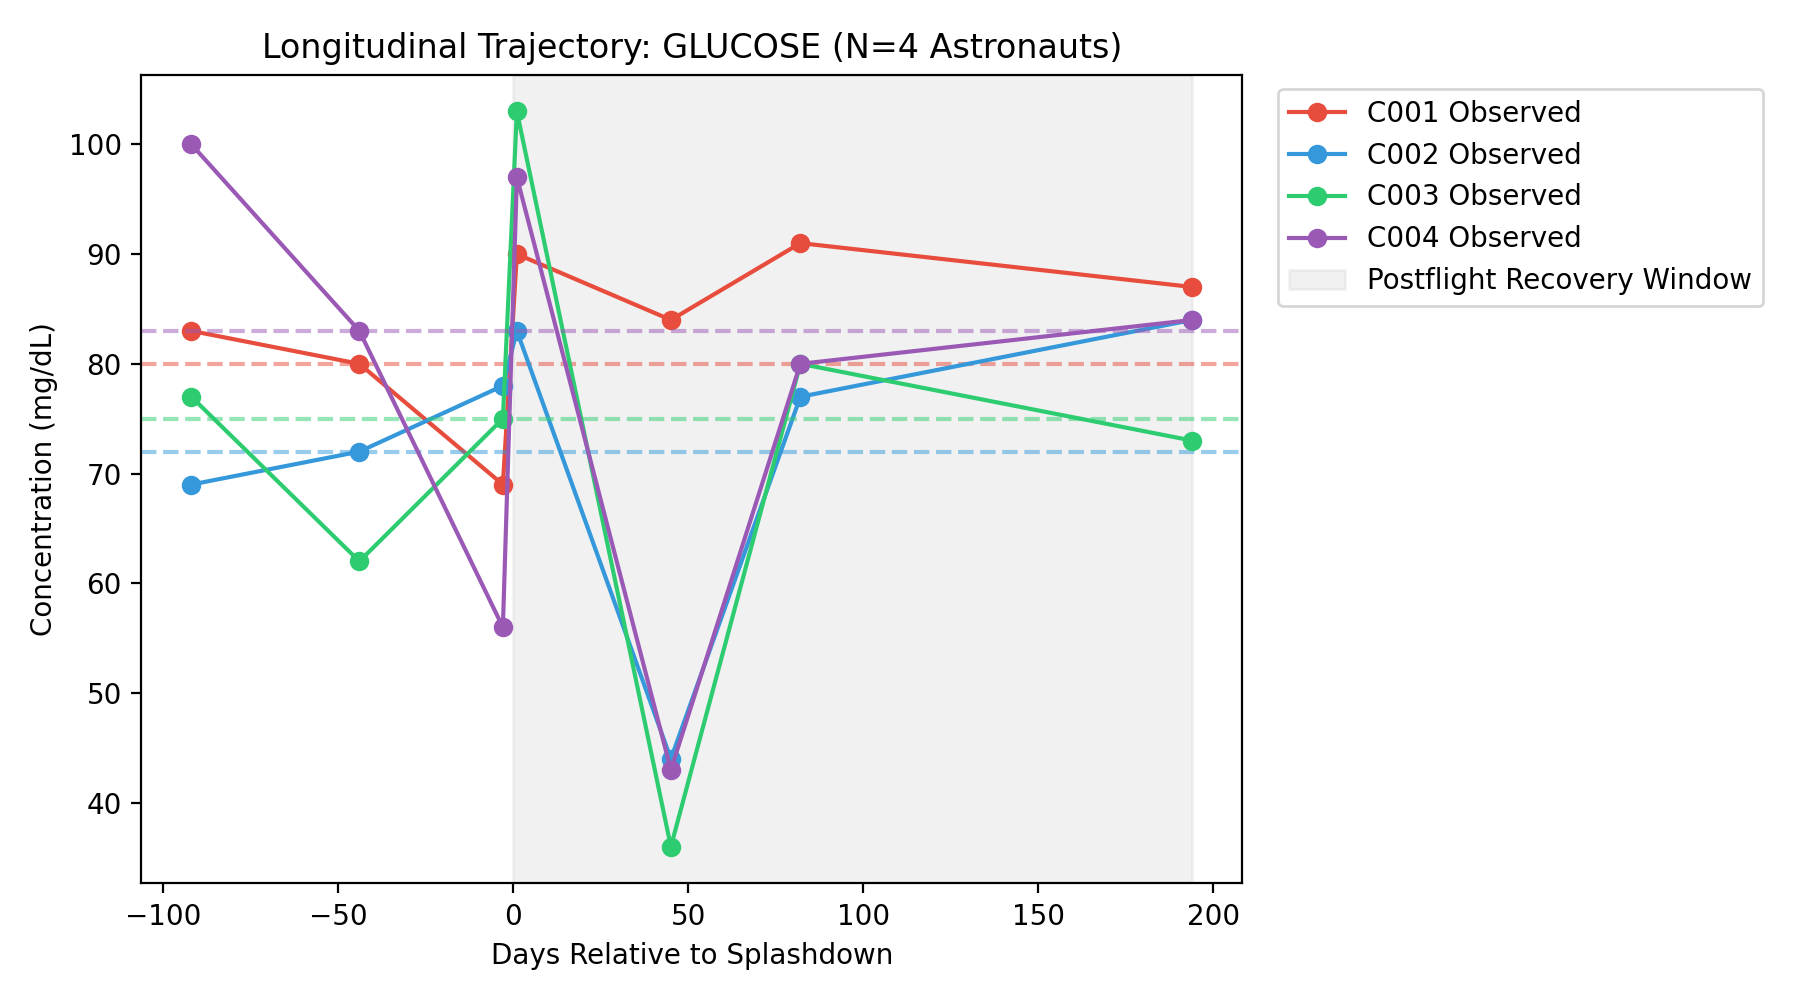 Longitudinal Trajectory: GLUCOSE (N=4 Astronauts)
C001 Observed
C002 Observed
C003 Observed
C004 Observed
Postflight Recovery Window
Concentration (mg/dL)
100
90
80
70
60
50
40
−100
−50
0
50
100
150
200
Days Relative to Splashdown